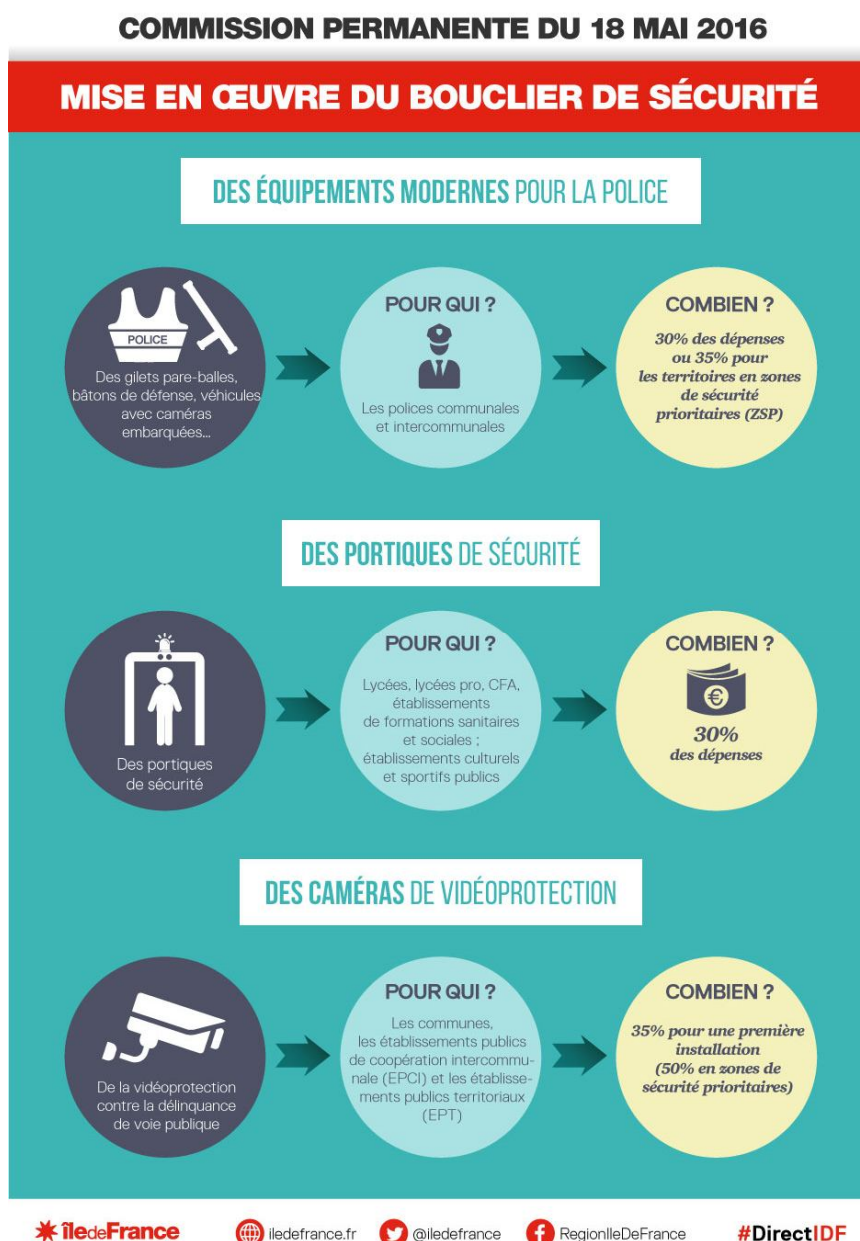 COMMISSION PERMANENTE DU 18 MAI 2016
MISE EN ŒUVRE DU BOUCLIER DE SÉCURITÉ
DES ÉQUIPEMENTS MODERNES POUR LA POLICE
POLICE
Des gilets pare-balles,
bâtons de défense, véhicules
avec caméras
embarquées...
POUR QUI ?
Les polices communales
et intercommunales
COMBIEN ?
30% des dépenses
ou 35% pour
les territoires en zones
de sécurité
prioritaires (ZSP)
DES PORTIQUES DE SÉCURITÉ
Des portiques
de sécurité
POUR QUI ?
Lycées, lycées pro, CFA,
établissements
de formations sanitaires
et sociales ;
établissements culturels
et sportifs publics
COMBIEN ?
€
30%
des dépenses
DES CAMÉRAS DE VIDÉOPROTECTION
De la vidéoprotection
contre la délinquance
de voie publique
POUR QUI ?
Les communes,
les établissements publics
de coopération intercommu-
nale (EPCI) et les établisse-
ments publics territoriaux
(EPT)
COMBIEN ?
35% pour une première
installation
(50% en zones de
sécurité prioritaires)
îledeFrance
iledefrance.fr
@iledefrance
RegionIleDeFrance
#DirectIDF